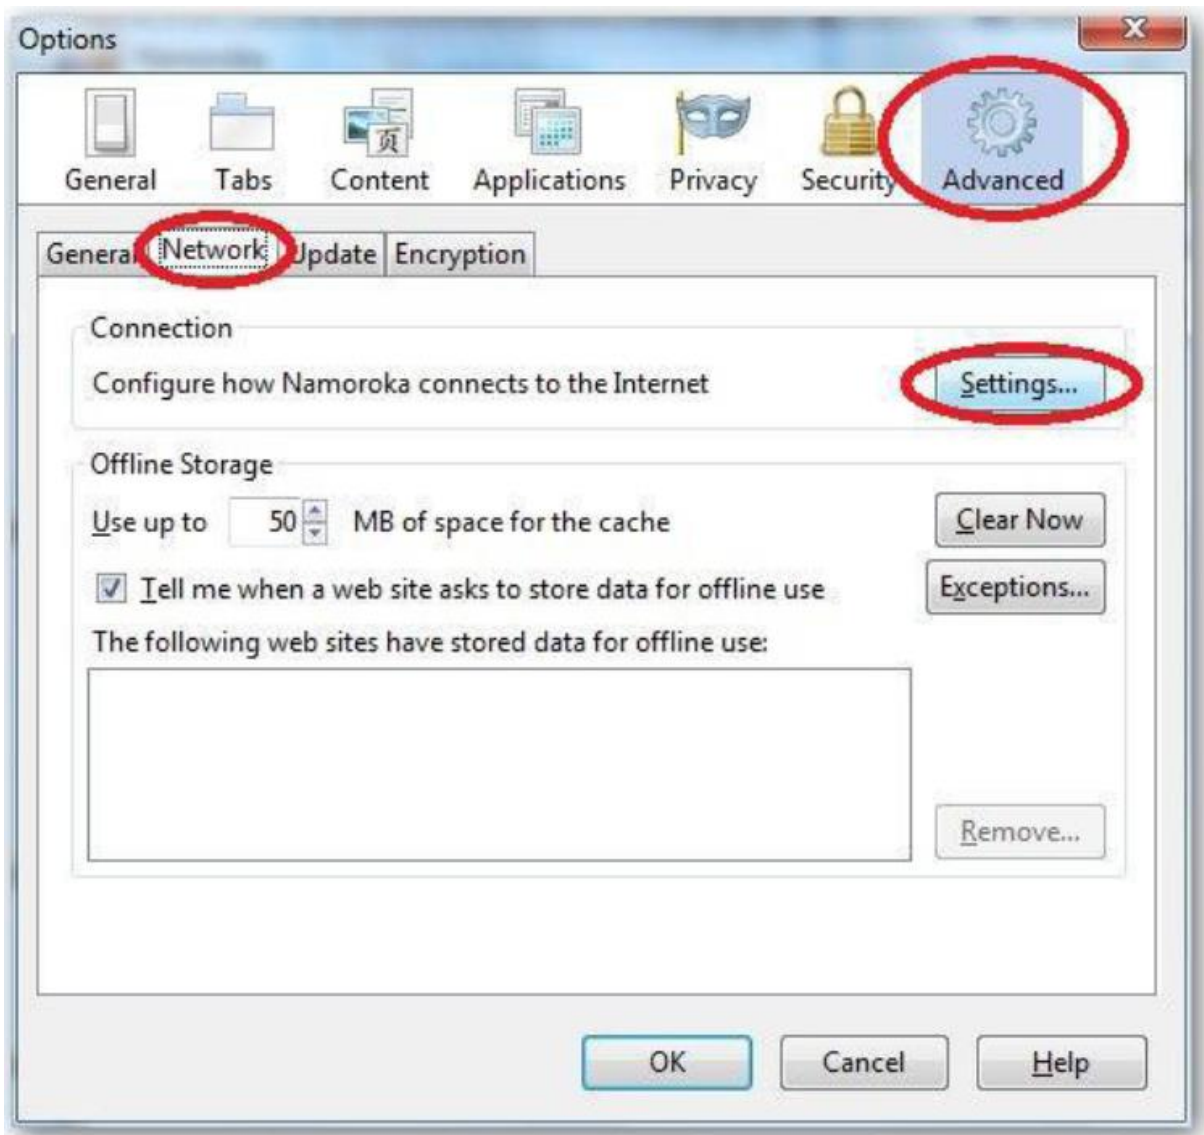 Options
X
页
General Tabs Content Applications Privacy Security Advanced
General Network Update Encryption
Connection
Configure how Namoroka connects to the Internet Settings...
Offline Storage
Use up to 50 MB of space for the cache Clear Now
Tell me when a web site asks to store data for offline use Exceptions...
The following web sites have stored data for offline use:
Remove...
OK Cancel Help